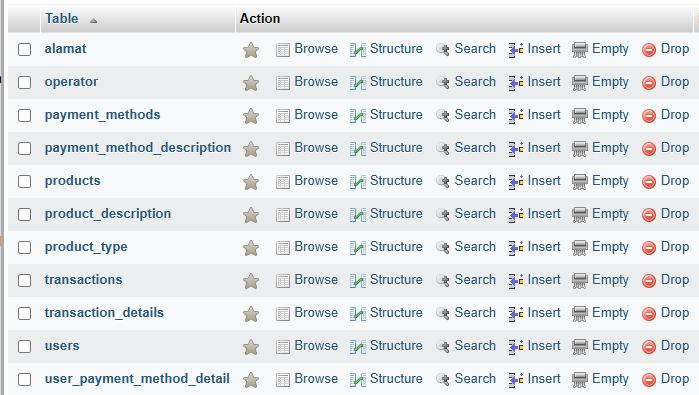 Table Action
alamat Browse Structure Search Insert Empty Drop
operator Browse Structure Search Insert Empty Drop
payment_methods Browse Structure Search Insert Empty Drop
payment_method_description Browse Structure Search Insert Empty Drop
products Browse Structure Search Insert Empty Drop
product_description Browse Structure Search Insert Empty Drop
product_type Browse Structure Search Insert Empty Drop
transactions Browse Structure Search Insert Empty Drop
transaction_details Browse Structure Search Insert Empty Drop
users Browse Structure Search Insert Empty Drop
user_payment_method_detail Browse Structure Search Insert Empty Drop